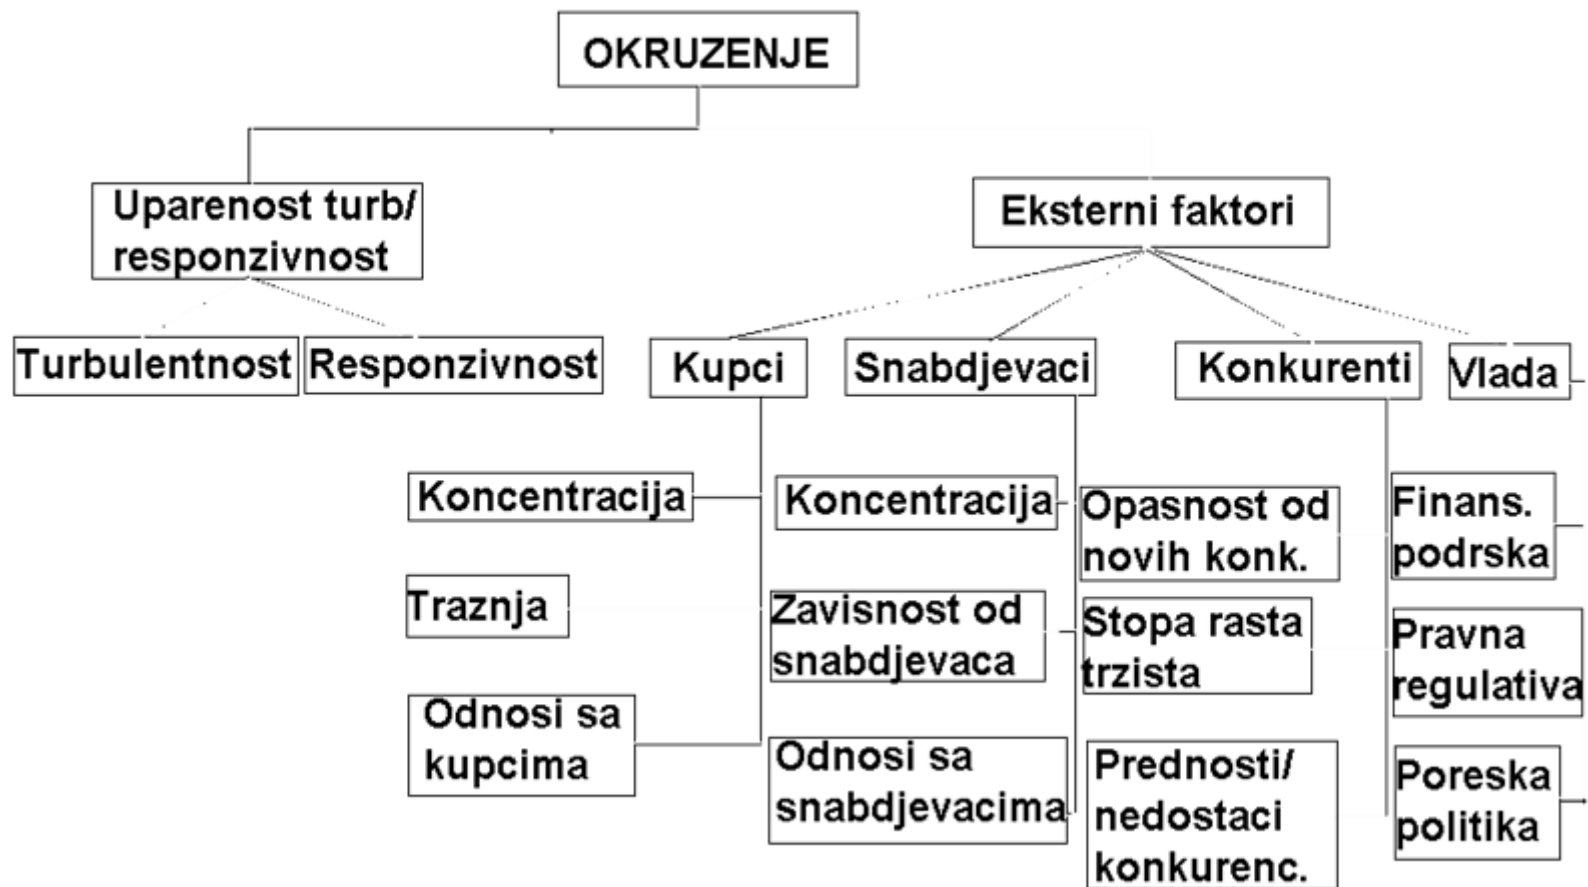 OKRUZENJE
Uparenost turb/
responzivnost
Eksterni faktori
Turbulentnost
Responzivnost
Kupci
Snabdjevaci
Konkurenti
Vlada
Koncentracija
Traznja
Odnosi sa
kupcima
Koncentracija
Zavisnost od
snabdjevaca
Odnosi sa
snabdjevacima
Opasnost od
novih konk.
Stopa rasta
trzista
Prednosti/
nedostaci
konkurenc.
Finans.
podrska
Pravna
regulativa
Poreska
politika